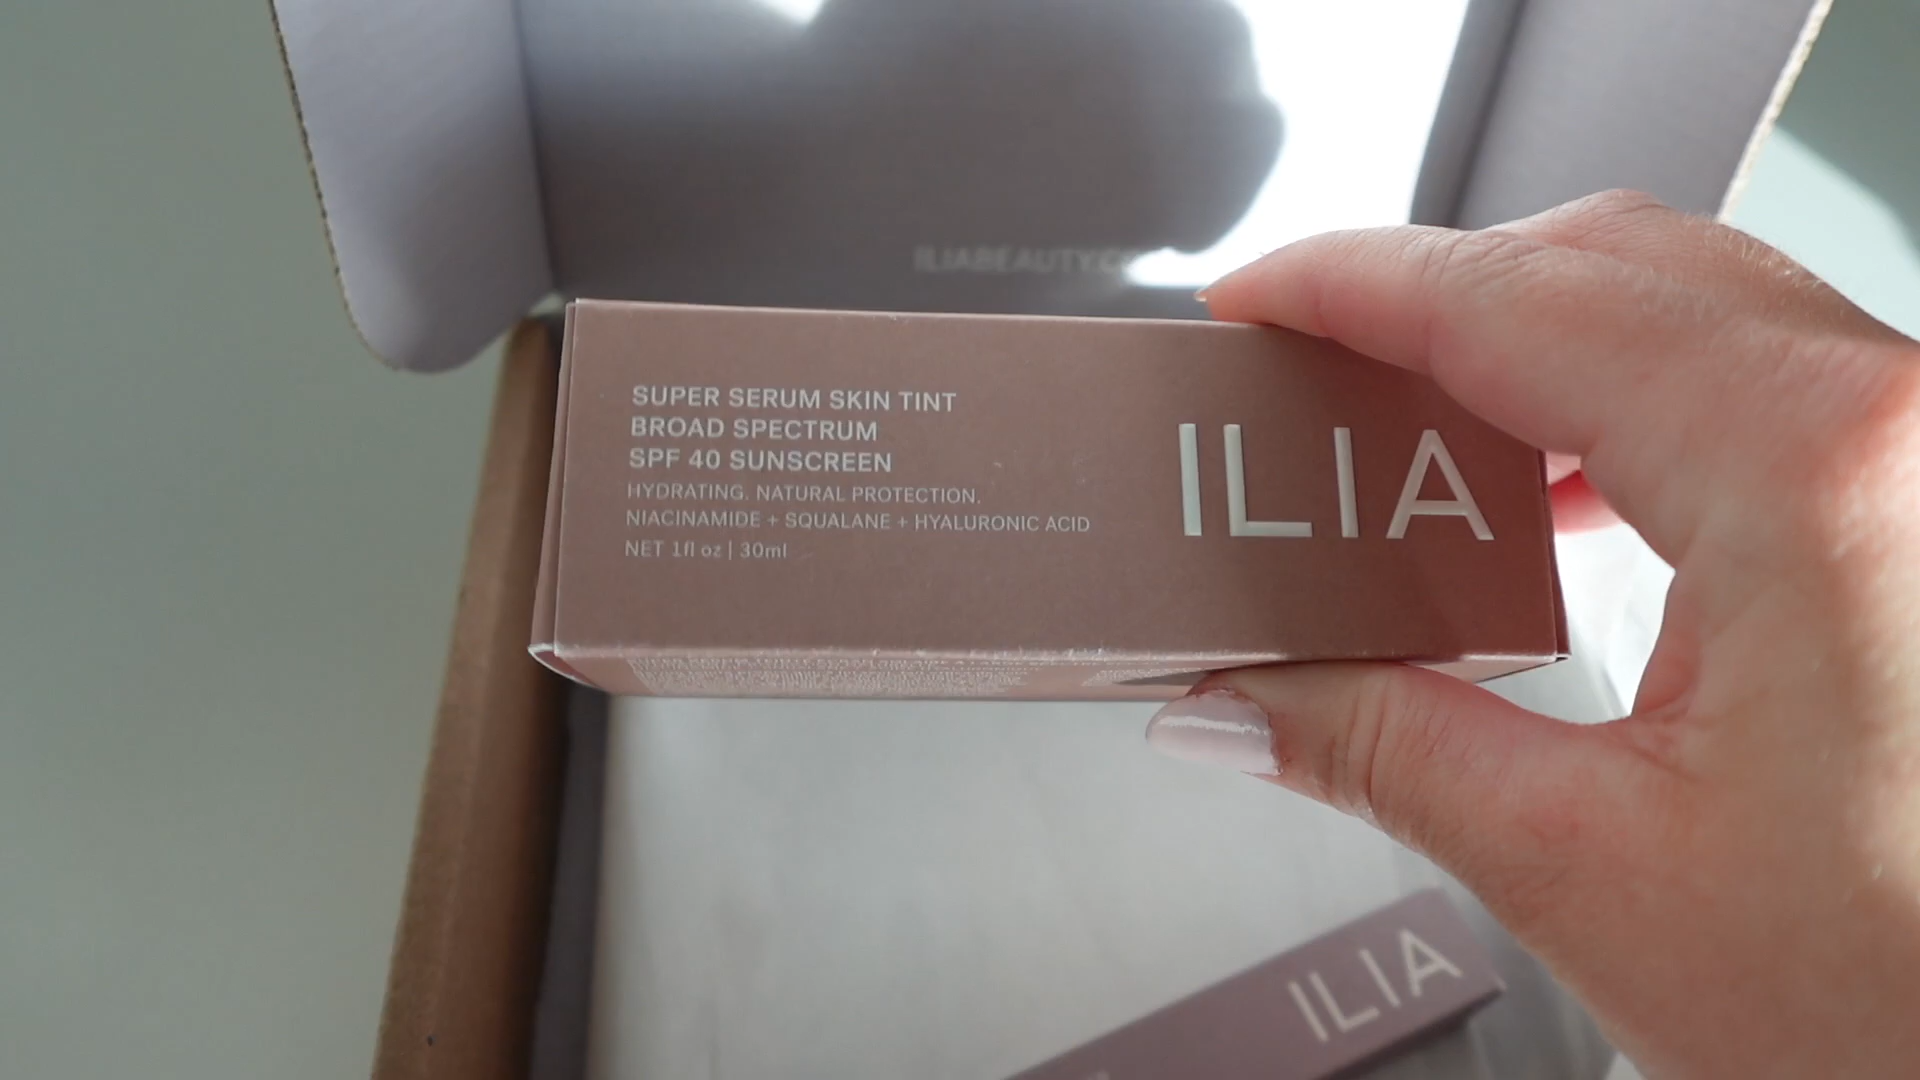 ILIABEAUTY.C
SUPER SERUM SKIN TINT
BROAD SPECTRUM
SPF 40 SUNSCREEN
HYDRATING. NATURAL PROTECTION.
NIACINAMIDE + SQUALANE + HYALURONIC ACID
NET 1fl oz | 30ml
ILIA
ILIA